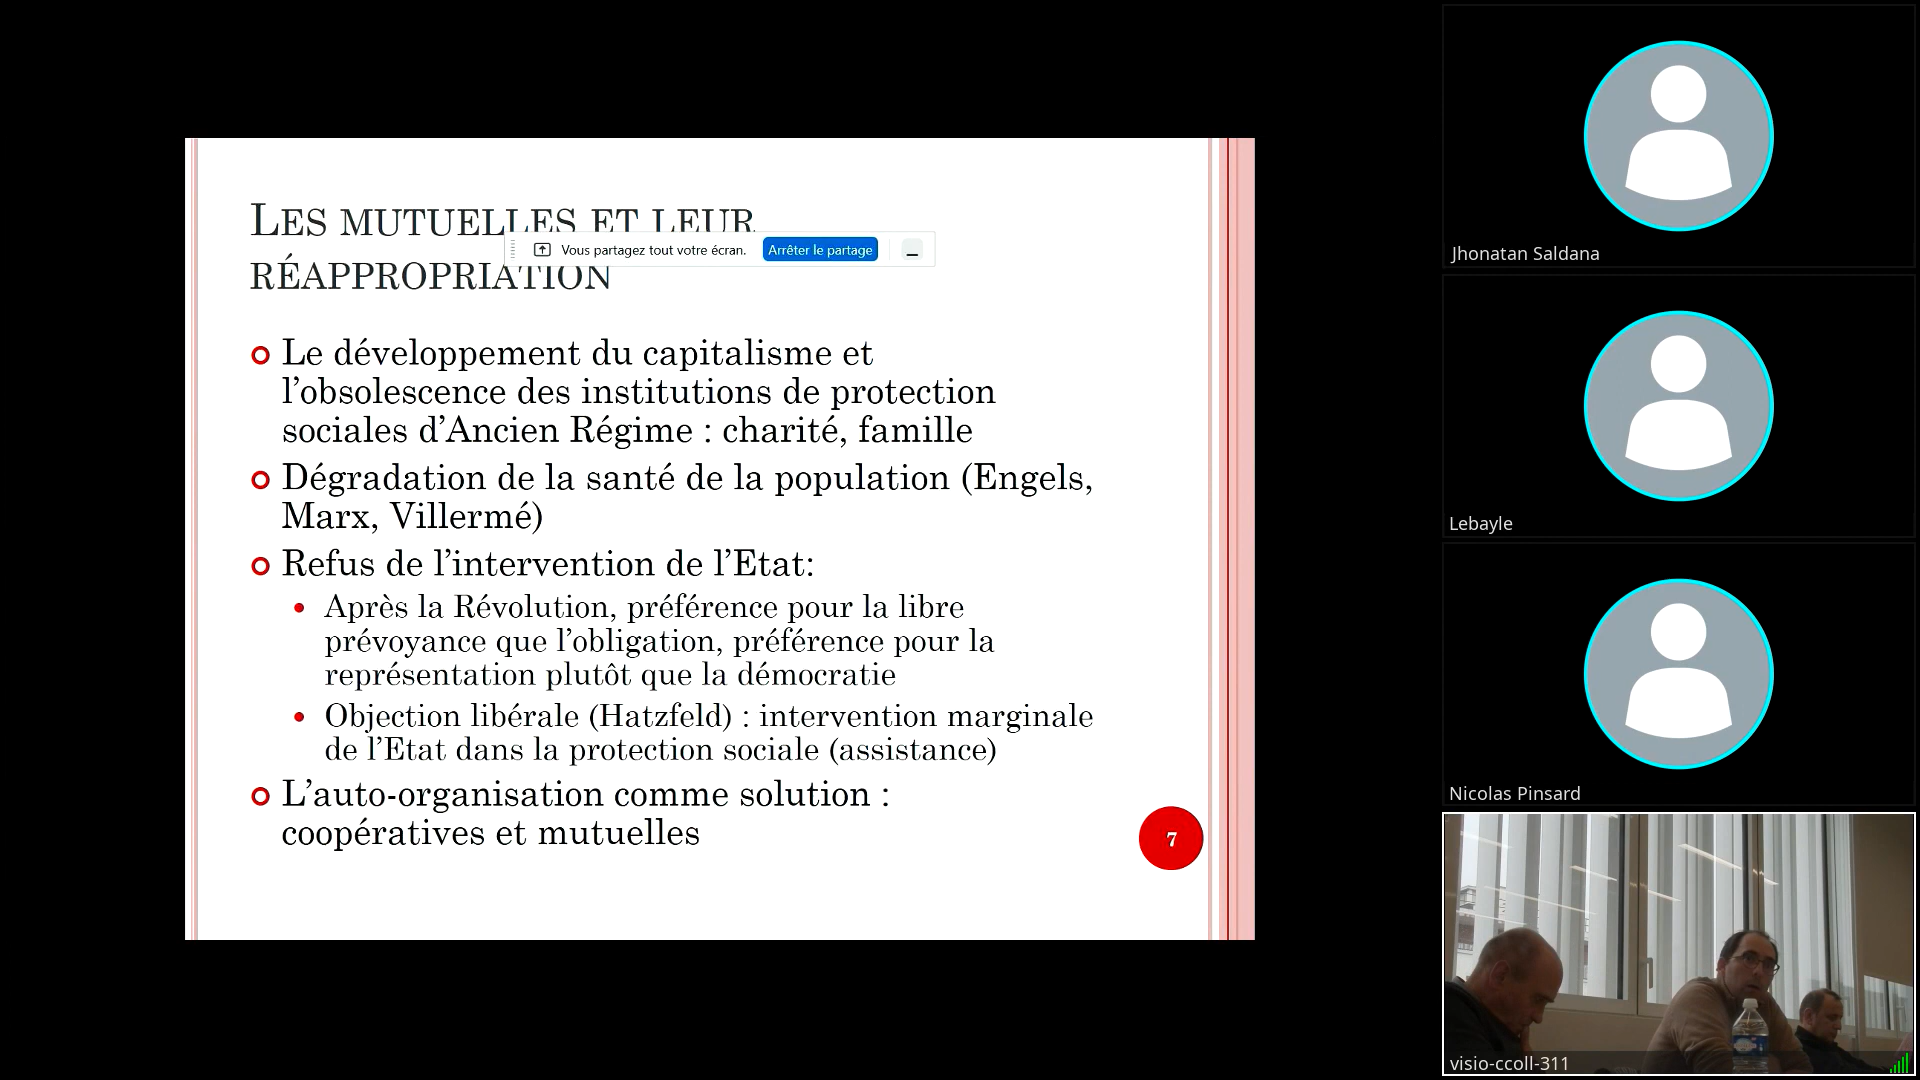 LES MUTUELLES ET LEUR
RÉAPPROPRIATION
Vous partagez tout votre écran.
Arrêter le partage
Le développement du capitalisme et
l’obsolescence des institutions de protection
sociales d’Ancien Régime : charité, famille
Dégradation de la santé de la population (Engels,
Marx, Villermé)
Refus de l’intervention de l’Etat:
Après la Révolution, préférence pour la libre
prévoyance que l’obligation, préférence pour la
représentation plutôt que la démocratie
Objection libérale (Hatzfeld) : intervention marginale
de l’Etat dans la protection sociale (assistance)
L’auto-organisation comme solution :
coopératives et mutuelles
7
Jhonatan Saldana
Lebayle
Nicolas Pinsard
visio-ccoll-311